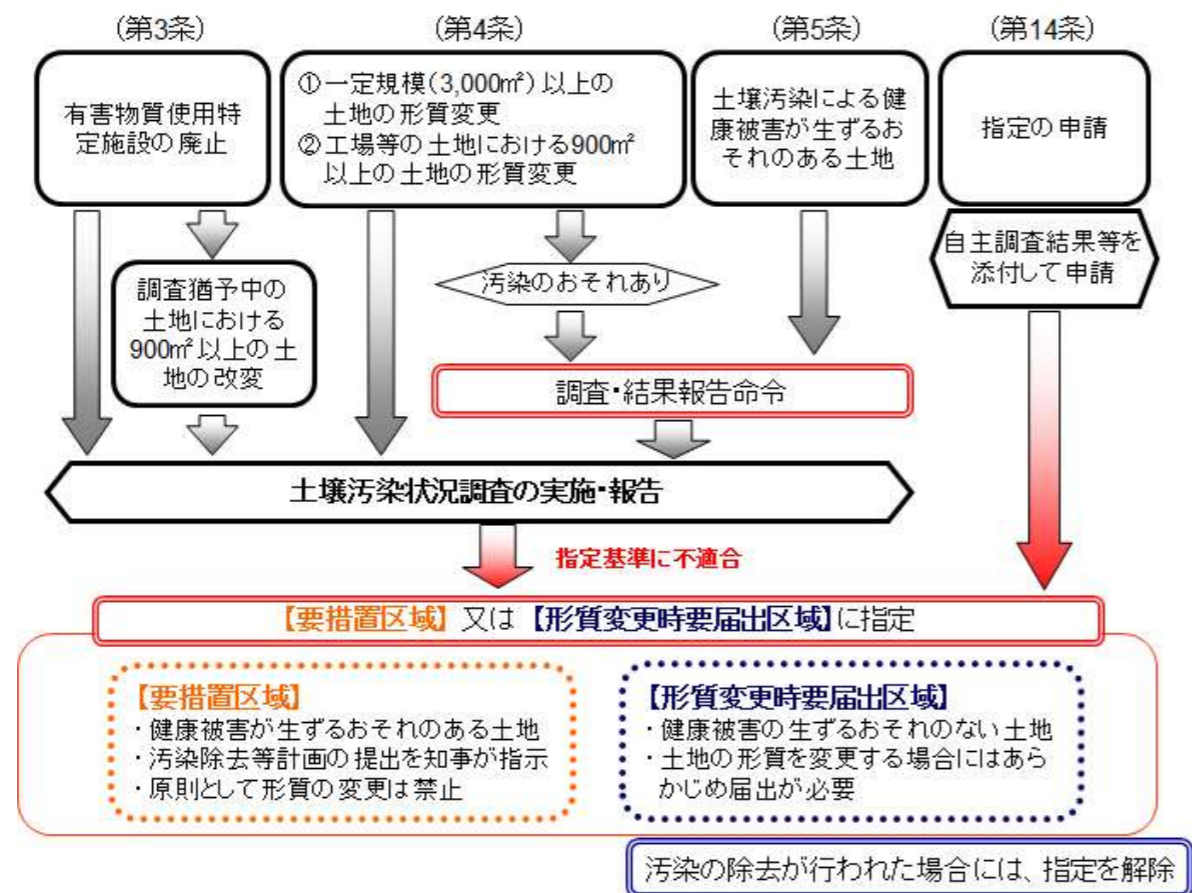 (第3条)
(第4条)
(第5条)
(第14条)
有害物質使用特
定施設の廃止
①一定規模(3,000㎡)以上の
土地の形質変更
②工場等の土地における900㎡
以上の土地の形質変更
土壌汚染による健
康被害が生ずるお
それのある土地
指定の申請
自主調査結果等を
添付して申請
調査猶予中の
土地における
900㎡以上の土
地の改変
汚染のおそれあり
調査・結果報告命令
土壌汚染状況調査の実施・報告
指定基準に不適合
【要措置区域】又は【形質変更時要届出区域】に指定
【要措置区域】
・健康被害が生ずるおそれのある土地
・汚染除去等計画の提出を知事が指示
・原則として形質の変更は禁止
【形質変更時要届出区域】
・健康被害の生ずるおそれのない土地
・土地の形質を変更する場合にはあら
かじめ届出が必要
汚染の除去が行われた場合には、指定を解除